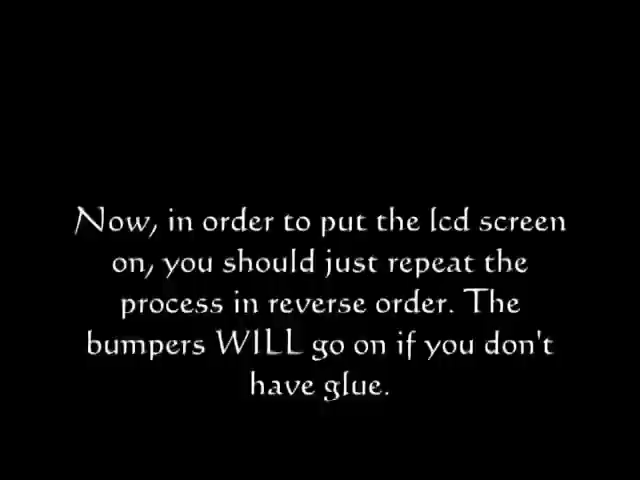 Now, in order to put the lcd screen
on, you should just repeat the
process in reverse order. The
bumpers WILL go on if you don't
have glue.